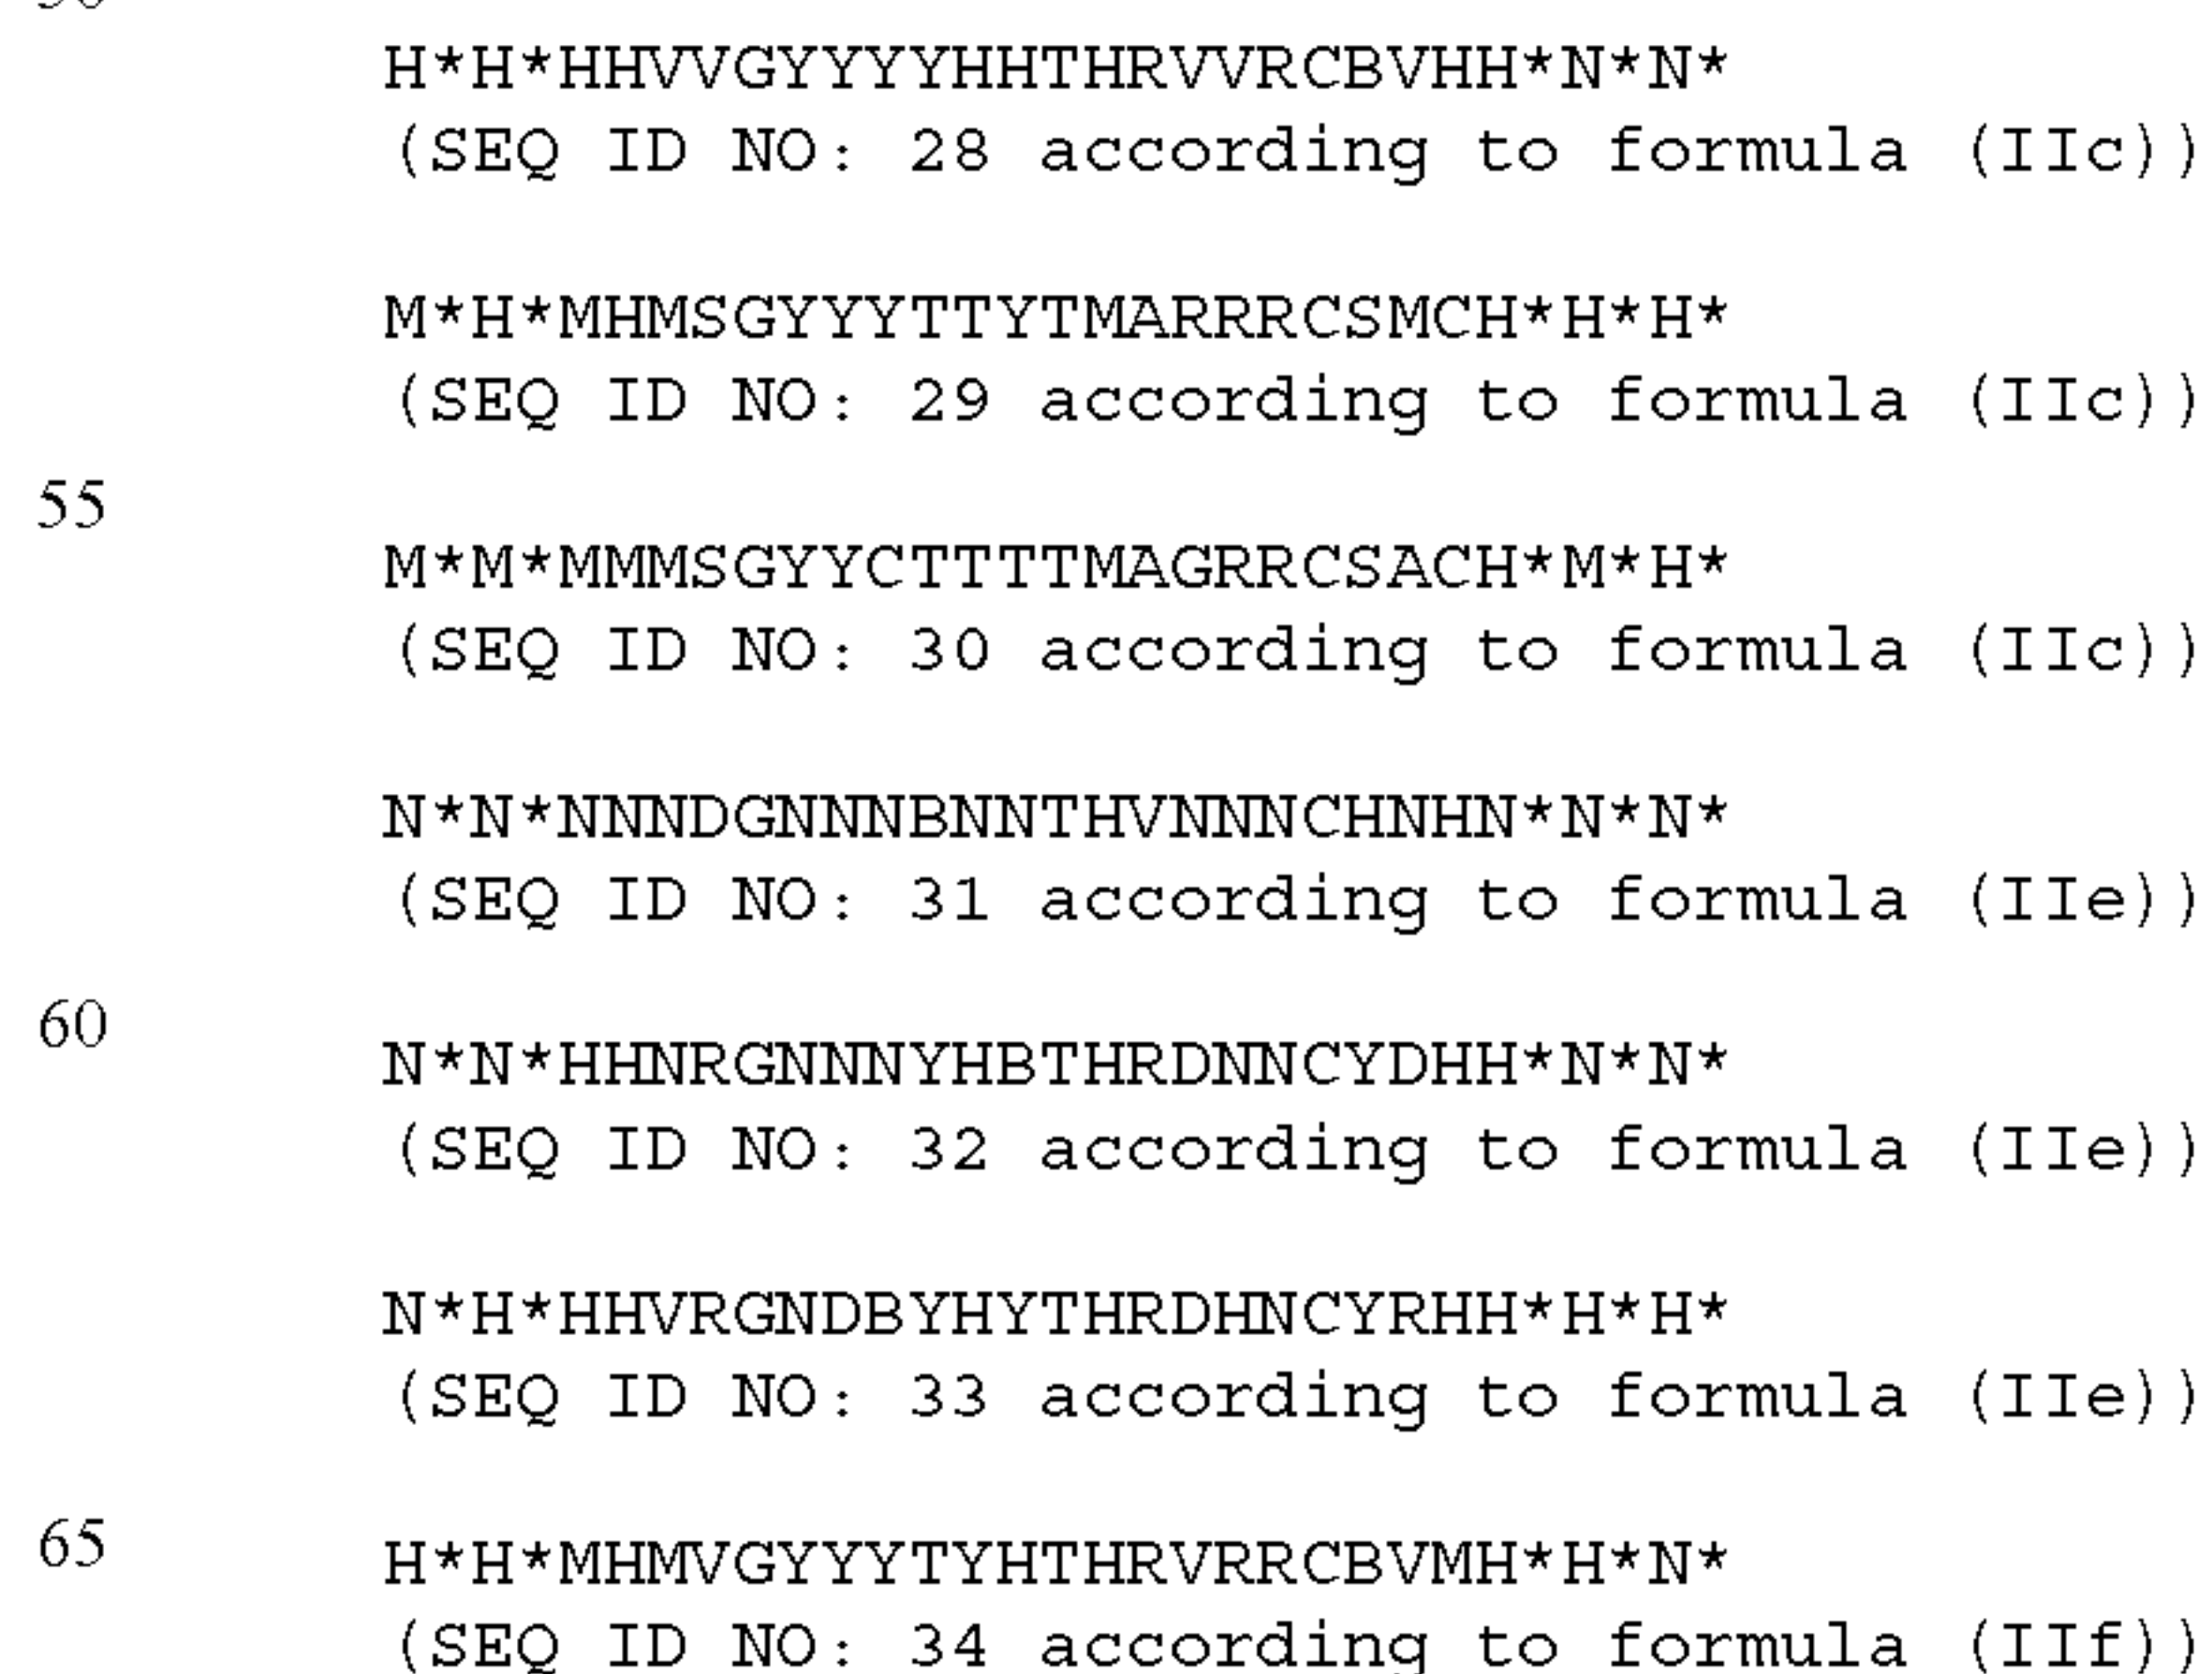 H*H*HHVVGYYYYHHTHRVVRCBVHH*N*N*
(SEQ ID NO: 28 according to formula (IIc))
M*H*MHMSGYYYTTYTMARRRCSMCH*H*H*
(SEQ ID NO: 29 according to formula (IIc))
55
M*M*MMMSGYYCTTTTMAGRRCSACH*M*H*
(SEQ ID NO: 30 according to formula (IIc))
N*N*NNNDGNNNBNNTHVNNNCHNHN*N*N*
(SEQ ID NO: 31 according to formula (IIe))
60
N*N*HHNRGNNNYHBTHRDNNCYDHH*N*N*
(SEQ ID NO: 32 according to formula (IIe))
N*H*HHVRGNDBYHYTHRDHNCYRHH*H*H*
(SEQ ID NO: 33 according to formula (IIe))
65
H*H*MHMVGYYYTYHTHRVRRCBVMH*H*N*
(SEQ ID NO: 34 according to formula (IIf))